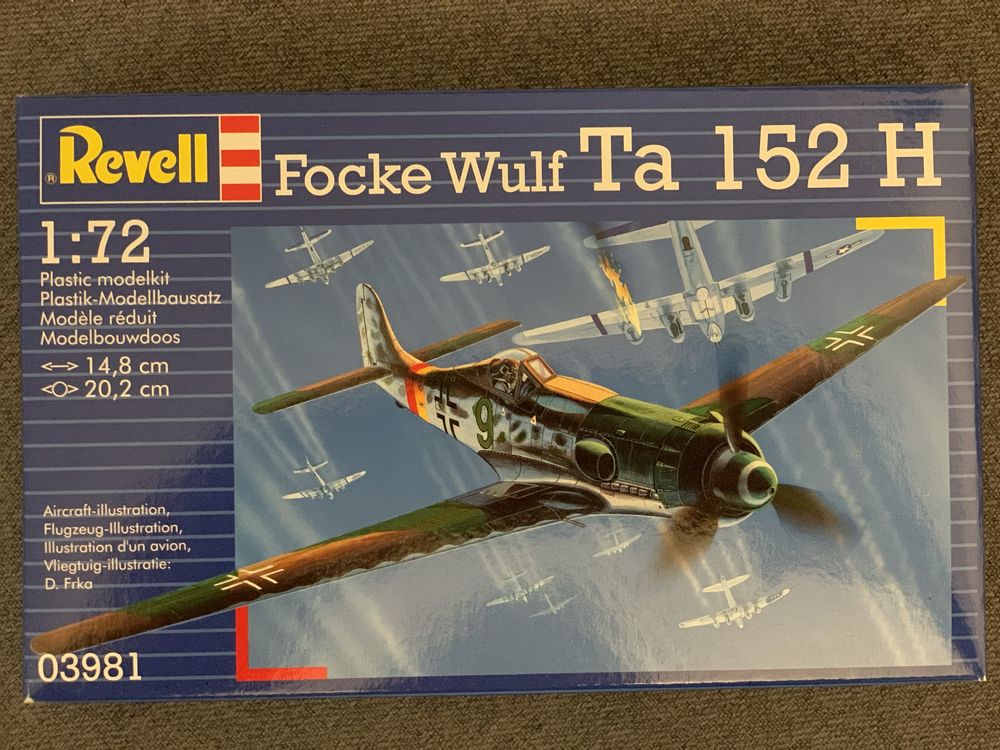 ® Revell
Focke Wulf Ta 152 H
1:72
Plastic modelkit
Plastik-Modellbausatz
Modèle réduit
Modelbouwdoos
14,8 cm
20,2 cm
9
Aircraft-illustration,
Flugzeug-Illustration,
Illustration d'un avion,
Vliegtuig-illustratie:
D. Frka
03981